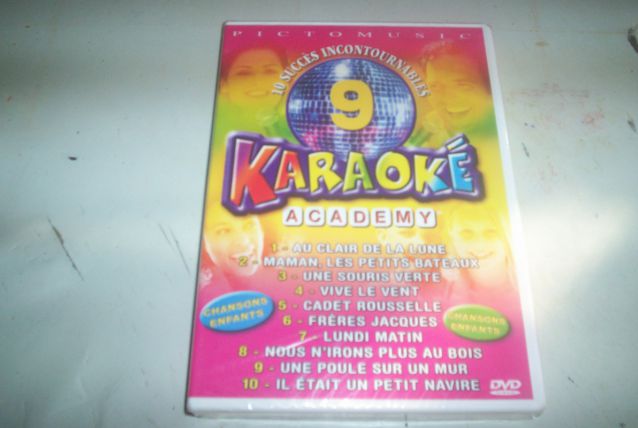 PICTOMUSIC
10 SUCCÈS INCONTOURNABLES
9
KARAOKÉ
ACADEMY
1 - AU CLAIR DE LA LUNE
2 - MAMAN, LES PETITS BATEAUX
3 - UNE SOURIS VERTE
4 - VIVE LE VENT
5 - CADET ROUSSELLE
6 - FRÈRES JACQUES
7 - LUNDI MATIN
8 - NOUS N'IRONS PLUS AU BOIS
9 - UNE POULE SUR UN MUR
10 - IL ÉTAIT UN PETIT NAVIRE
CHANSONS
ENFANTS
CHANSONS
ENFANTS
DVD